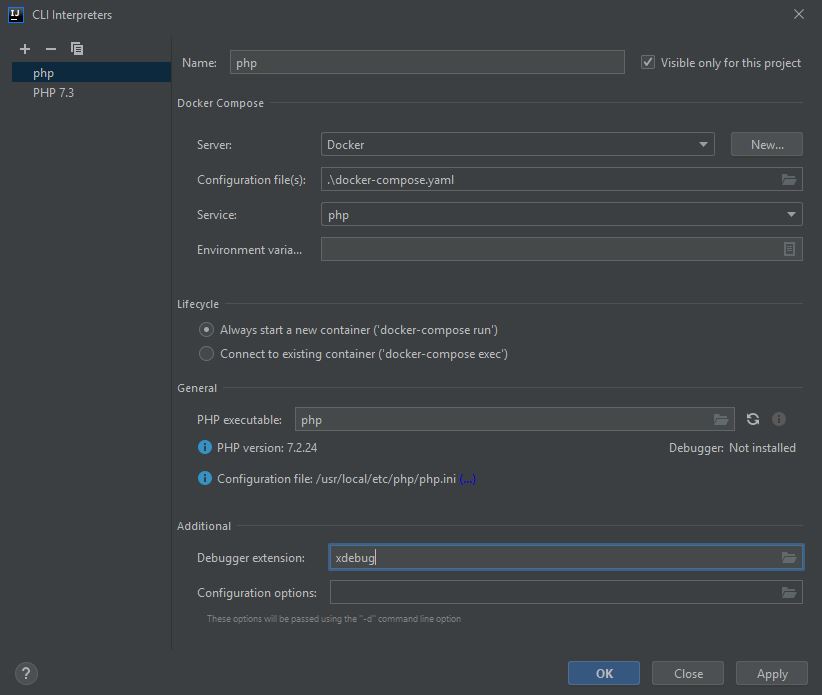 IJ CLI Interpreters
php
PHP 7.3
Name: php Visible only for this project
Docker Compose
Server: Docker New...
Configuration file(s): .\docker-compose.yaml
Service: php
Environment varia...
Lifecycle
Always start a new container ('docker-compose run')
Connect to existing container ('docker-compose exec')
General
PHP executable: php
PHP version: 7.2.24 Debugger: Not installed
Configuration file: /usr/local/etc/php/php.ini (...)
Additional
Debugger extension: xdebug
Configuration options:
These options will be passed using the "-d" command line option
? OK Close Apply